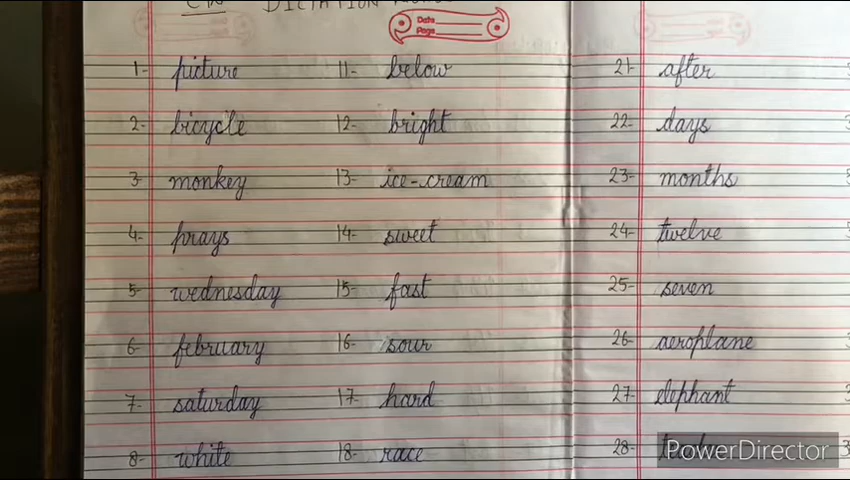 C.W DICTATION
Date
Page
1- picture
2- bicycle
3- monkey
4- prays
5- wednesday
6- february
7- saturday
8- white
11- below
12- bright
13- ice-cream
14- sweet
15- fast
16- sour
17- hard
18- race
21- after
22- days
23- months
24- twelve
25- seven
26- aeroplane
27- elephant
28-
PowerDirector